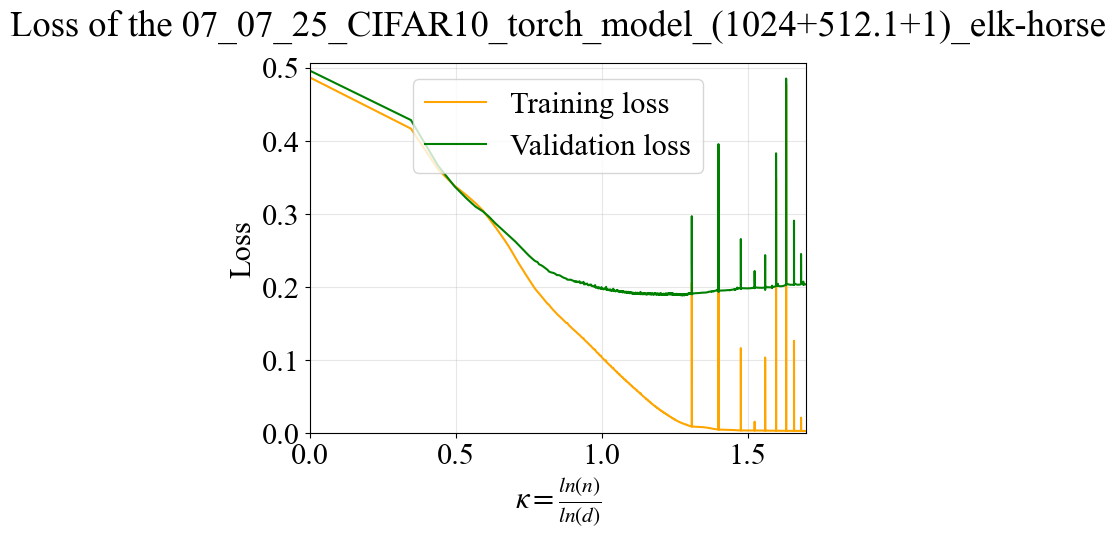 Loss of the 07_07_25_CIFAR10_torch_model_(1024+512.1+1)_elk-horse
Training loss
Validation loss
Loss
0.5
0.4
0.3
0.2
0.1
0.0
0.0 0.5 1.0 1.5
κ = ln(n)/ln(d)